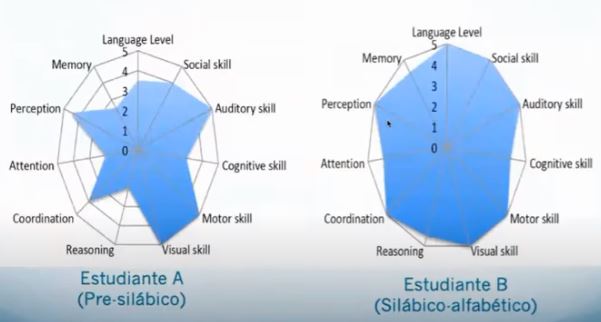 Language Level
5
4
3
2
1
0
Social skill
Auditory skill
Cognitive skill
Motor skill
Visual skill
Reasoning
Coordination
Attention
Perception
Memory
Estudiante A
(Pre-silábico)
Language Level
5
4
3
2
1
0
Social skill
Auditory skill
Cognitive skill
Motor skill
Visual skill
Reasoning
Coordination
Attention
Perception
Memory
Estudiante B
(Silábico-alfabético)